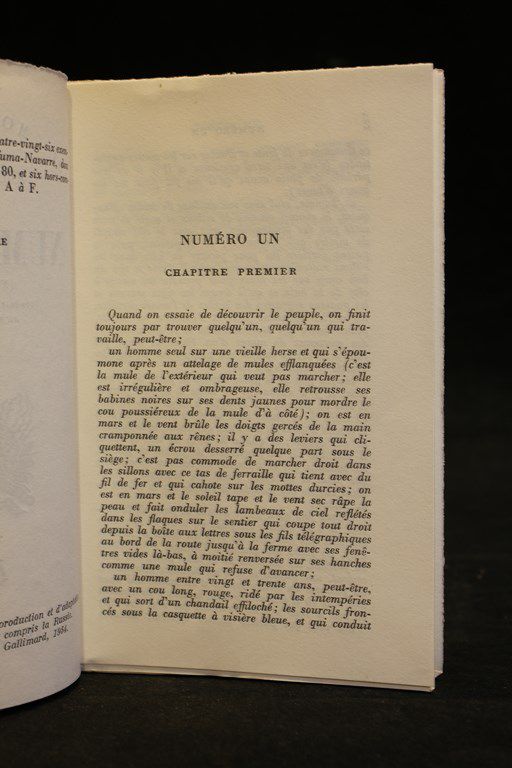 atre-vingt-six exem-
uma-Navarre, dont
80, et six hors-com-
A à F.
RE
production et d'adapta-
compris la Russie.
Gallimard, 1964.
NUMÉRO UN
CHAPITRE PREMIER
Quand on essaie de découvrir le peuple, on finit
toujours par trouver quelqu'un, quelqu'un qui tra-
vaille, peut-être ;
un homme seul sur une vieille herse et qui s'épou-
mone après un attelage de mules efflanquées (c'est
la mule de l'extérieur qui veut pas marcher ; elle
est irrégulière et ombrageuse, elle retrousse ses
babines noires sur ses dents jaunes pour mordre le
cou poussiéreux de la mule d'à côté) ; on est en
mars et le vent brûle les doigts gercés de la main
cramponnée aux rênes ; il y a des leviers qui cli-
quettent, un écrou desserré quelque part sous le
siège ; c'est pas commode de marcher droit dans
les sillons avec ce tas de ferraille qui tient avec du
fil de fer et qui cahote sur les mottes durcies ; on
est en mars et le soleil tape et le vent sec râpe la
peau et fait onduler les lambeaux de ciel reflétés
dans les flaques sur le sentier qui coupe tout droit
depuis la boîte aux lettres sous les fils télégraphiques
au bord de la route jusqu'à la ferme avec ses fenê-
tres vides là-bas, à moitié renversée sur ses hanches
comme une mule qui refuse d'avancer ;
un homme entre vingt et trente ans, peut-être,
avec un cou long, rouge, ridé par les intempéries
et qui sort d'un chandail effiloché ; les sourcils fron-
cés sous la casquette à visière bleue, et qui conduit